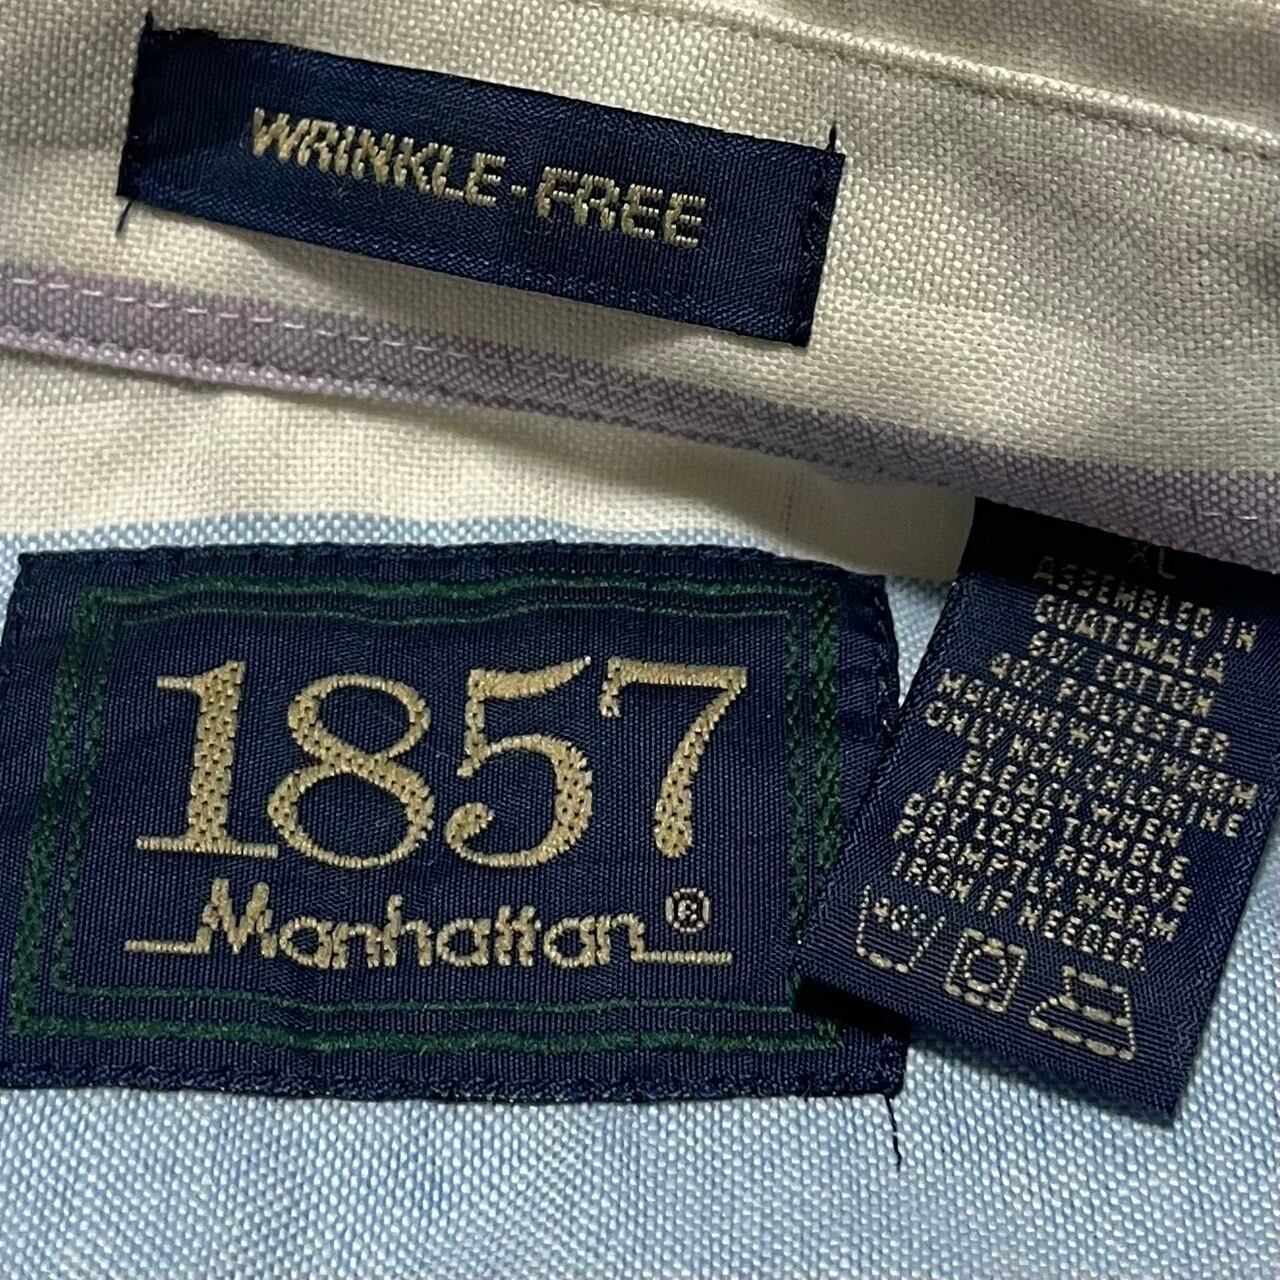 WRINKLE-FREE
1857
Manhattan ®
XL
ASSEMBLED IN
GUATEMALA
60% COTTON
40% POLYESTER
MACHINE WASH WARM
ONLY NON-CHLORINE
BLEACH WHEN
NEEDED TUMBLE
DRY LOW. REMOVE
PROMPTLY. WARM
IRON IF NEEDED.